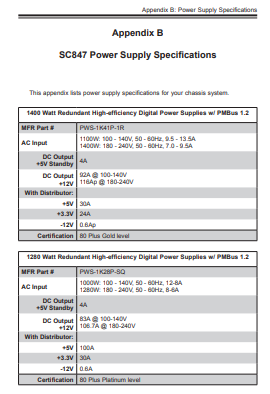 Appendix B: Power Supply Specifications
Appendix B
SC847 Power Supply Specifications
This appendix lists power supply specifications for your chassis system.
1400 Watt Redundant High-efficiency Digital Power Supplies w/ PMBus 1.2
MFR Part # PWS-1K41P-1R
AC Input 1100W: 100 - 140V, 50 - 60Hz, 9.5 - 13.5A
1400W: 180 - 240V, 50 - 60Hz, 7.0 - 9.5A
DC Output
+5V Standby 4A
DC Output 92A @ 100-140V
+12V 116Ap @ 180-240V
With Distributor:
+5V 30A
+3.3V 24A
-12V 0.6Ap
Certification 80 Plus Gold level
1280 Watt Redundant High-efficiency Digital Power Supplies w/ PMBus 1.2
MFR Part # PWS-1K28P-SQ
AC Input 1000W: 100 - 140V, 50 - 60Hz, 12-8A
1280W: 180 - 240V, 50 - 60Hz, 8-6A
DC Output
+5V Standby 4A
DC Output 83A @ 100-140V
+12V 106.7A @ 180-240V
With Distributor:
+5V 100A
+3.3V 30A
-12V 0.6A
Certification 80 Plus Platinum level